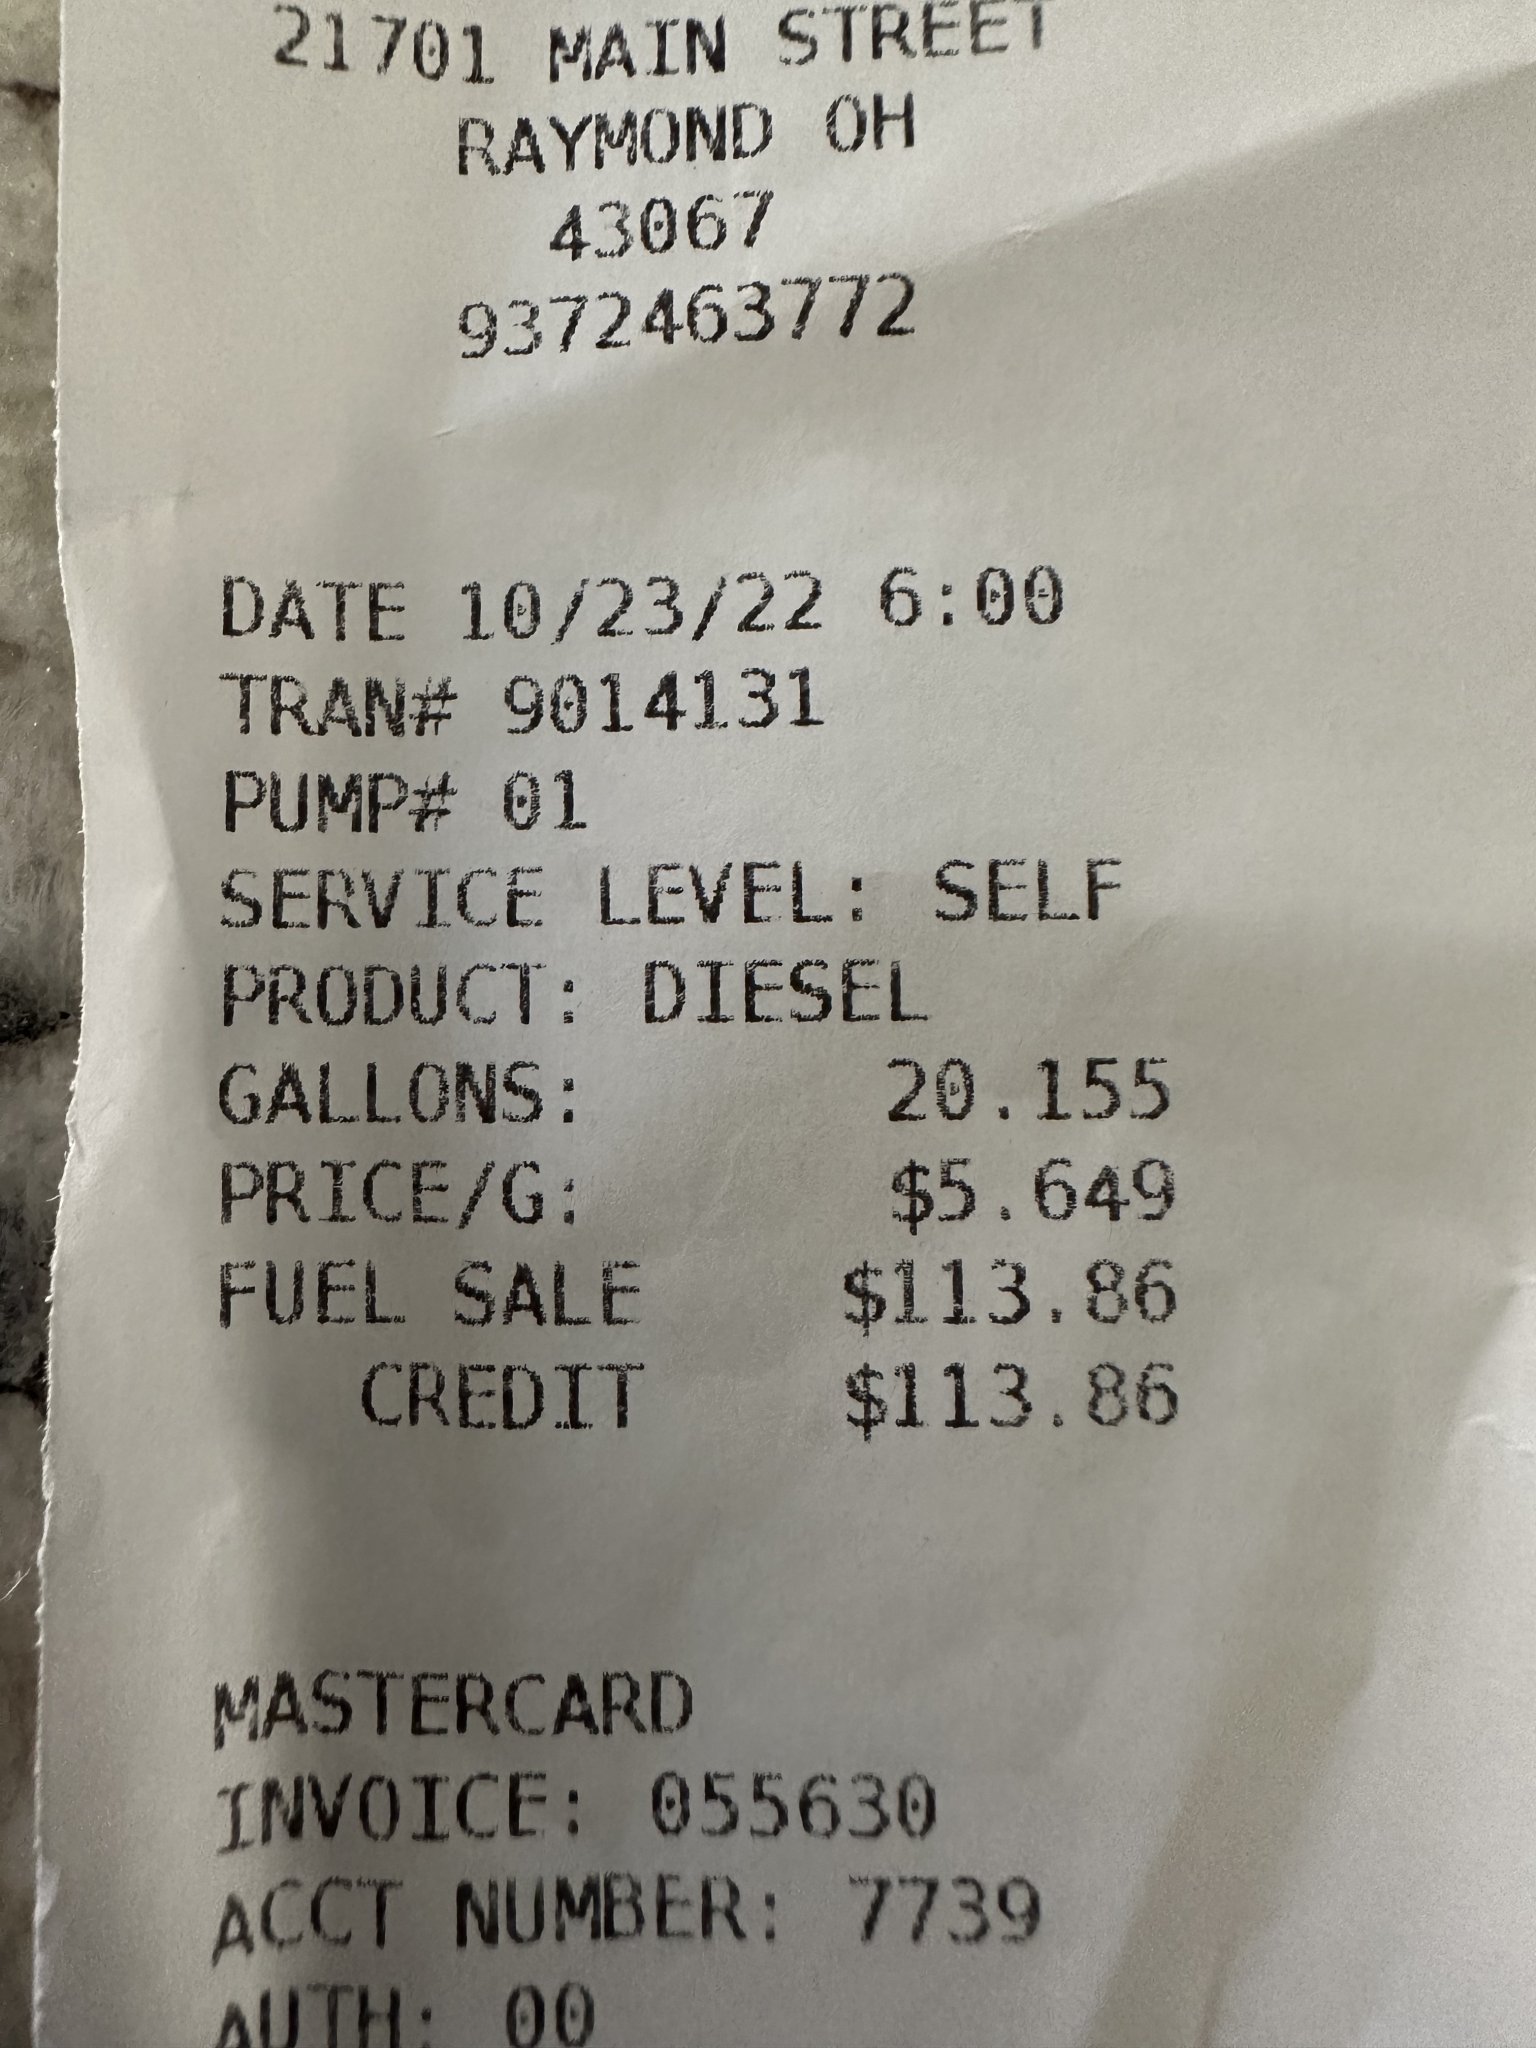 21701 MAIN STREET
RAYMOND OH
43067
9372463772
DATE 10/23/22 6:00
TRAN# 9014131
PUMP# 01
SERVICE LEVEL: SELF
PRODUCT: DIESEL
GALLONS: 20.155
PRICE/G: $5.649
FUEL SALE $113.86
CREDIT $113.86
MASTERCARD
INVOICE: 055630
ACCT NUMBER: 7739
AUTH: 00